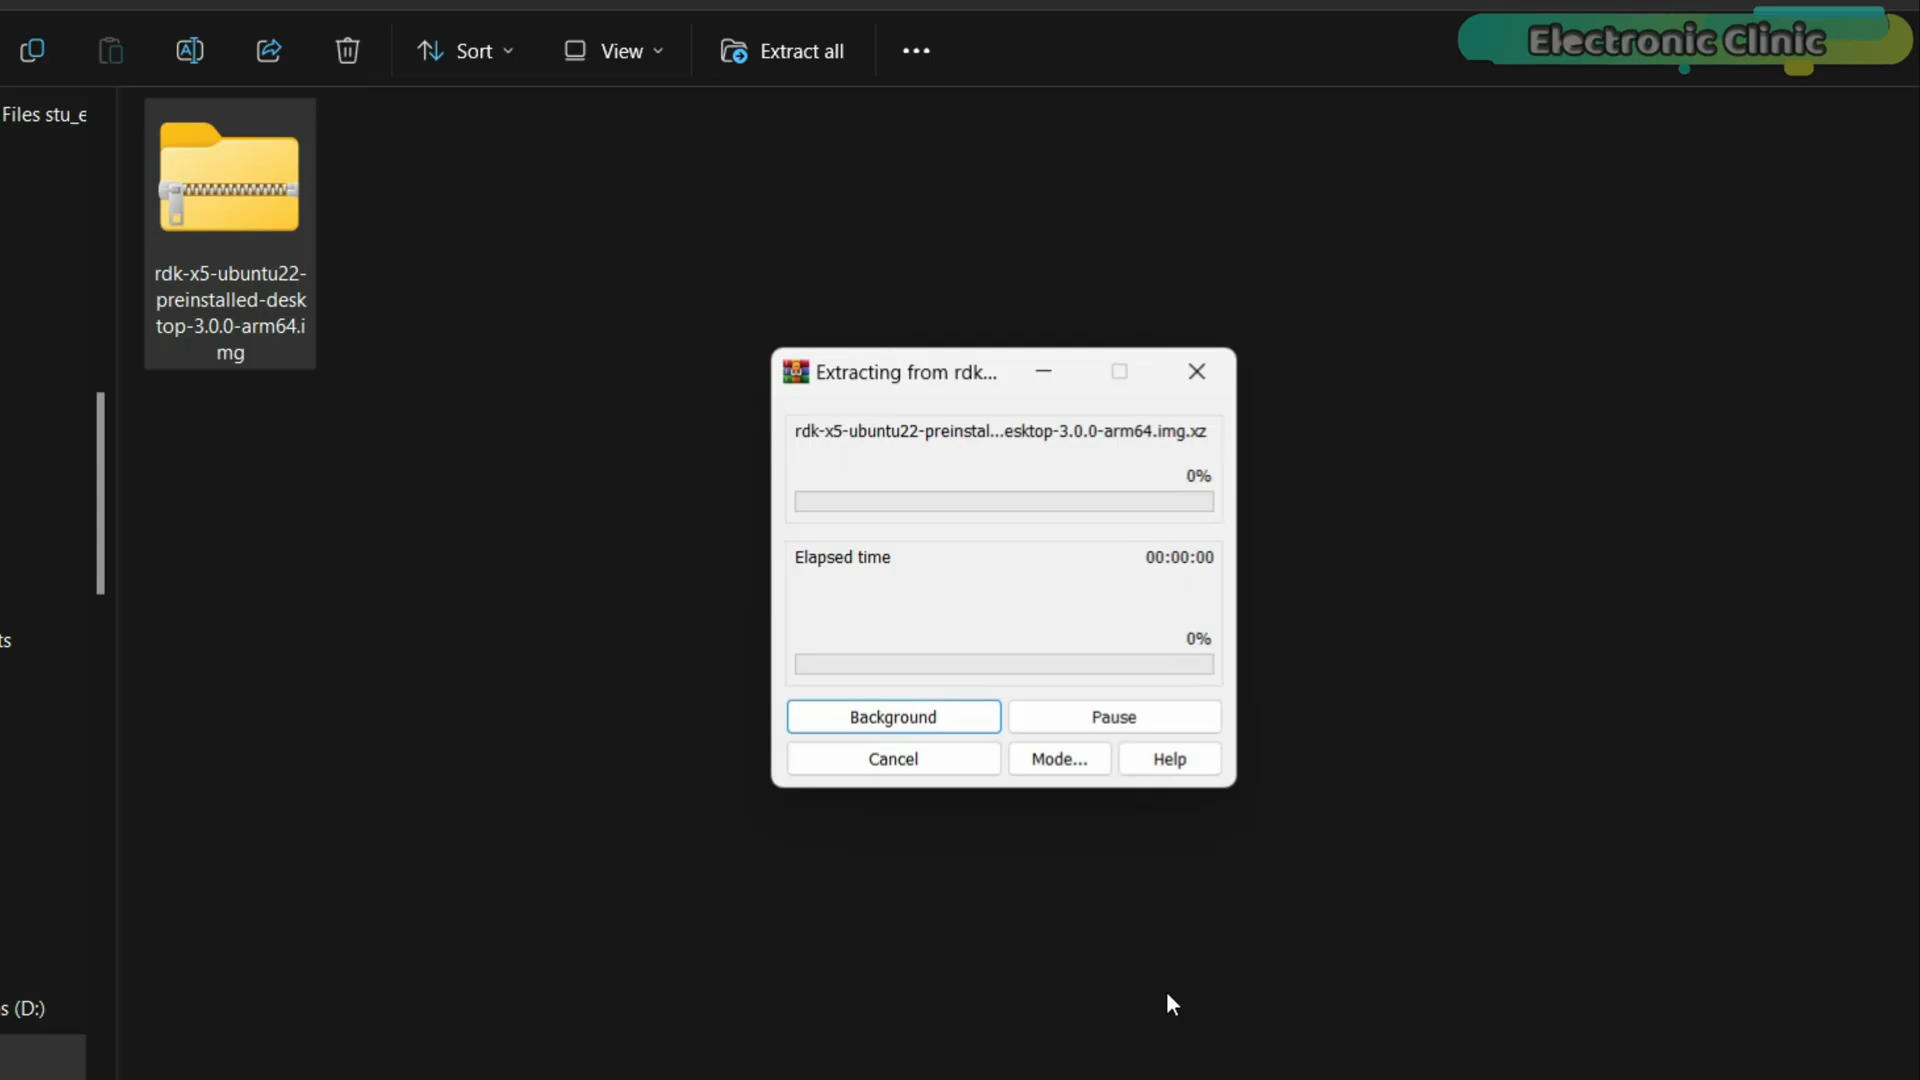 Sort
View
Extract all
Electronic Clinic
Files stu_e
rdk-x5-ubuntu22-
preinstalled-desk
top-3.0.0-arm64.i
mg
Extracting from rdk...
rdk-x5-ubuntu22-preinstal...esktop-3.0.0-arm64.img.xz
0%
Elapsed time 00:00:00
0%
Background Pause
Cancel Mode... Help
ts
s (D:)